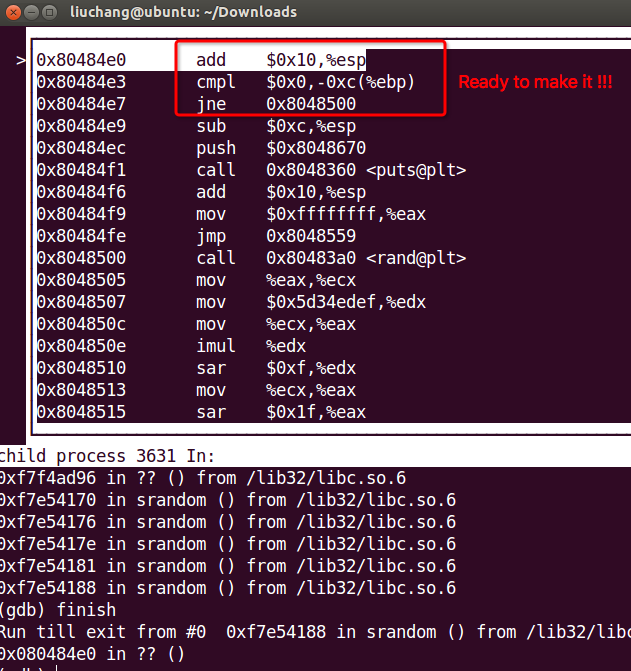 liuchang@ubuntu: ~/Downloads
>0x80484e0 add $0x10,%esp
0x80484e3 cmpl $0x0,-0xc(%ebp)
Ready to make it !!!
0x80484e7 jne 0x8048500
0x80484e9 sub $0xc,%esp
0x80484ec push $0x8048670
0x80484f1 call 0x8048360 <puts@plt>
0x80484f6 add $0x10,%esp
0x80484f9 mov $0xffffffff,%eax
0x80484fe jmp 0x8048559
0x8048500 call 0x80483a0 <rand@plt>
0x8048505 mov %eax,%ecx
0x8048507 mov $0x5d34edef,%edx
0x804850c mov %ecx,%eax
0x804850e imul %edx
0x8048510 sar $0xf,%edx
0x8048513 mov %ecx,%eax
0x8048515 sar $0x1f,%eax
child process 3631 In:
0xf7f4ad96 in ?? () from /lib32/libc.so.6
0xf7e54170 in srandom () from /lib32/libc.so.6
0xf7e54176 in srandom () from /lib32/libc.so.6
0xf7e5417e in srandom () from /lib32/libc.so.6
0xf7e54181 in srandom () from /lib32/libc.so.6
0xf7e54188 in srandom () from /lib32/libc.so.6
(gdb) finish
Run till exit from #0 0xf7e54188 in srandom () from /lib32/libc
0x080484e0 in ?? ()